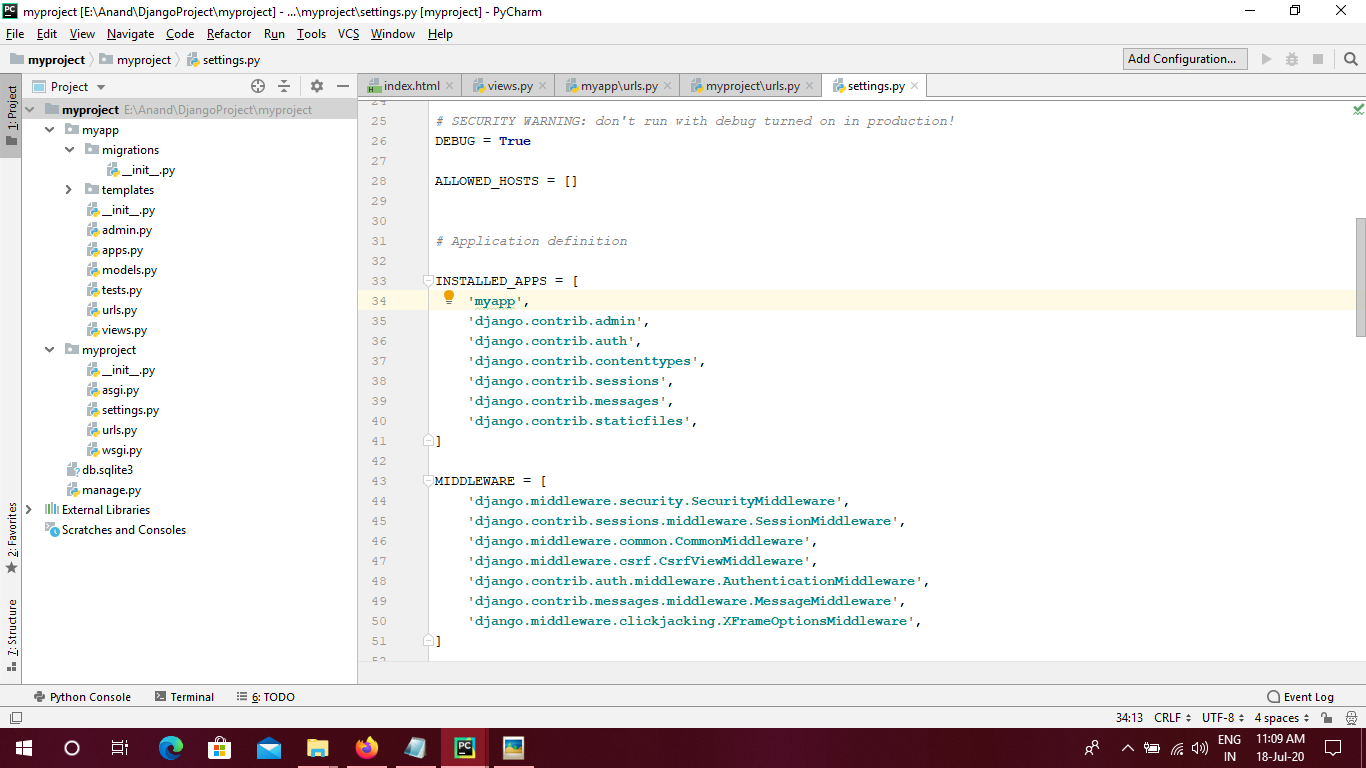 myproject [E:\Anand\DjangoProject\myproject] - ...\myproject\settings.py [myproject] - PyCharm
File Edit View Navigate Code Refactor Run Tools VCS Window Help
myproject myproject settings.py Add Configuration...
Project
index.html views.py myapp\urls.py myproject\urls.py settings.py
1: Project
myproject E:\Anand\DjangoProject\myproject
myapp
migrations
__init__.py
templates
__init__.py
admin.py
apps.py
models.py
tests.py
urls.py
views.py
myproject
__init__.py
asgi.py
settings.py
urls.py
wsgi.py
db.sqlite3
manage.py
External Libraries
Scratches and Consoles
2: Favorites
7: Structure
24
25 # SECURITY WARNING: don't run with debug turned on in production!
26 DEBUG = True
27
28 ALLOWED_HOSTS = []
29
30
31 # Application definition
32
33 INSTALLED_APPS = [
34 'myapp',
35 'django.contrib.admin',
36 'django.contrib.auth',
37 'django.contrib.contenttypes',
38 'django.contrib.sessions',
39 'django.contrib.messages',
40 'django.contrib.staticfiles',
41 ]
42
43 MIDDLEWARE = [
44 'django.middleware.security.SecurityMiddleware',
45 'django.contrib.sessions.middleware.SessionMiddleware',
46 'django.middleware.common.CommonMiddleware',
47 'django.middleware.csrf.CsrfViewMiddleware',
48 'django.contrib.auth.middleware.AuthenticationMiddleware',
49 'django.contrib.messages.middleware.MessageMiddleware',
50 'django.middleware.clickjacking.XFrameOptionsMiddleware',
51 ]
52
Python Console Terminal 6: TODO Event Log
34:13 CRLF UTF-8 4 spaces
ENG 11:09 AM
IN 18-Jul-20